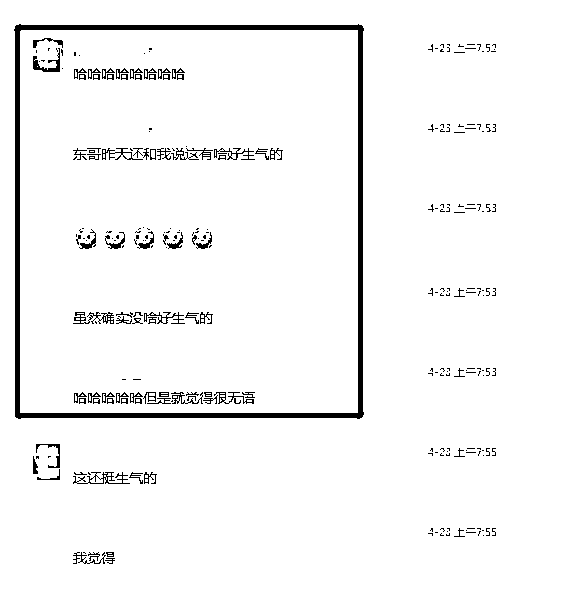 4-23 上午7:52
哈哈哈哈哈哈哈哈
4-23 上午7:53
东哥昨天还和我说这有啥好生气的
4-23 上午7:53
4-23 上午7:53
虽然确实没啥好生气的
4-23 上午7:53
哈哈哈哈哈但是就觉得很无语
4-23 上午7:55
这还挺生气的
4-23 上午7:55
我觉得